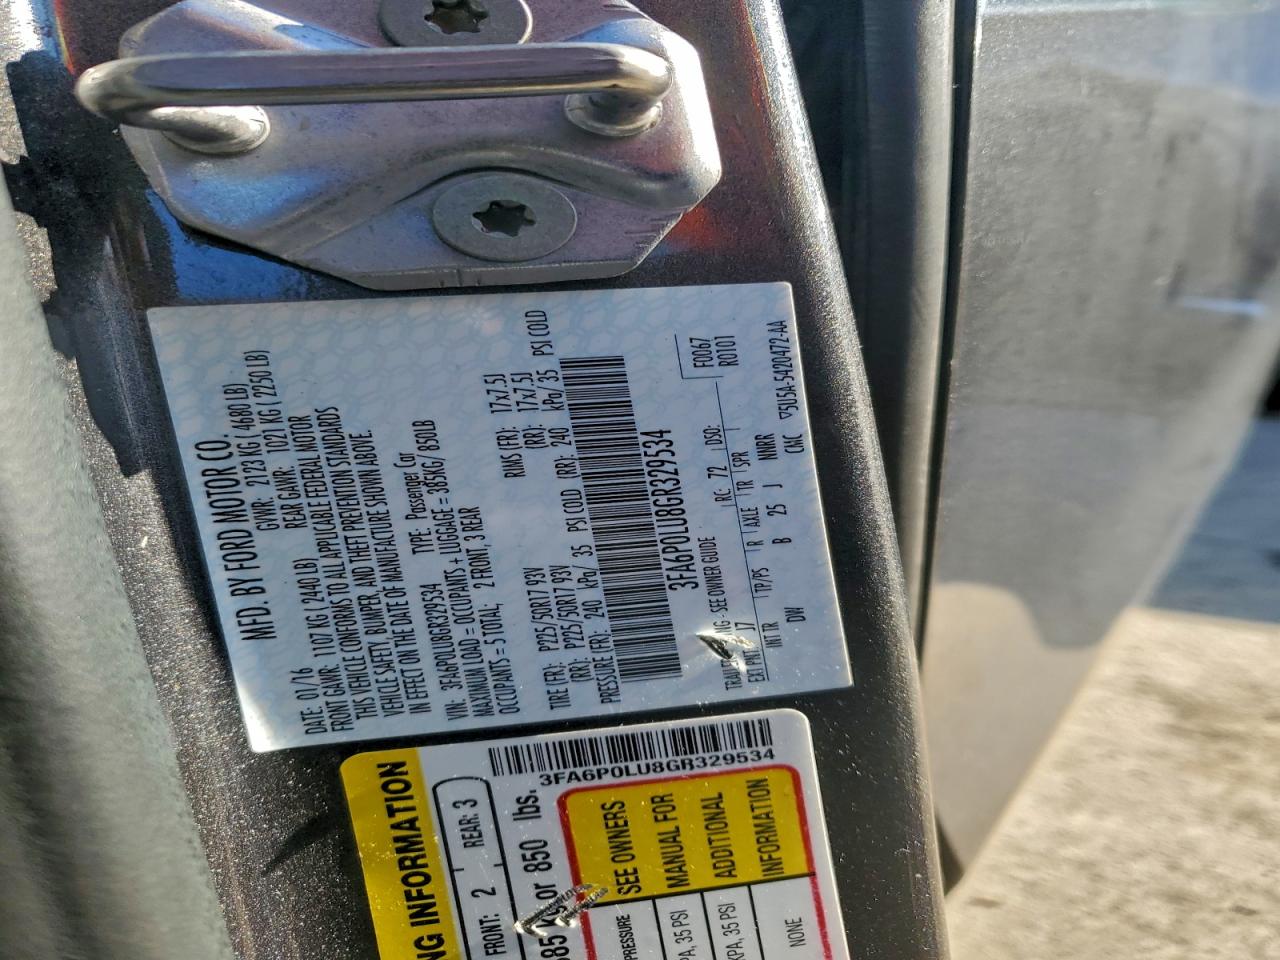 MFD. BY FORD MOTOR CO.
DATE: 01/16 GVWR: 2123 KG ( 4680 LB)
FRONT GAWR: 1107 KG ( 2440 LB) REAR GAWR: 1021 KG ( 2250 LB)
THIS VEHICLE CONFORMS TO ALL APPLICABLE FEDERAL MOTOR
VEHICLE SAFETY, BUMPER, AND THEFT PREVENTION STANDARDS
IN EFFECT ON THE DATE OF MANUFACTURE SHOWN ABOVE.
VIN: 3FA6P0LU8GR329534 TYPE: Passenger Car
MAXIMUM LOAD = OCCUPANTS + LUGGAGE = 385KG/ 850LB
OCCUPANTS = 5 TOTAL; 2 FRONT, 3 REAR
TIRE (FR): P225/50R17 93V RIMS (FR): 17x7.5J
(RR): P225/50R17 93V (RR): 17x7.5J
PRESSURE (FR): 240 kPa/ 35 PSI COLD (RR): 240 kPa/ 35 PSI COLD
3FA6P0LU8GR329534
F0067
R0101
- SEE OWNER GUIDE RC: 72 DSO:
EXT PNT 17
INT TR TP/PS R AXLE TR SPR
DW B 25 J NNRR
CNC
▽5U5A-5420472-AA
3FA6P0LU8GR329534
INFORMATION
FRONT: 2 REAR: 3
or 850 lbs.
SEE OWNERS
MANUAL FOR
ADDITIONAL
INFORMATION
PRESSURE
PA, 35 PSI
KPA, 35 PSI
NONE